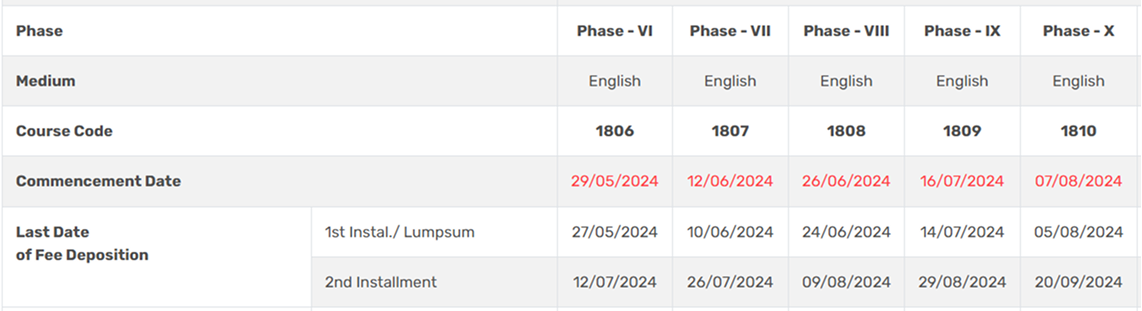 Phase Phase - VI Phase - VII Phase - VIII Phase - IX Phase - X
Medium English English English English English
Course Code 1806 1807 1808 1809 1810
Commencement Date 29/05/2024 12/06/2024 26/06/2024 16/07/2024 07/08/2024
Last Date
of Fee Deposition
1st Instal./ Lumpsum 27/05/2024 10/06/2024 24/06/2024 14/07/2024 05/08/2024
2nd Installment 12/07/2024 26/07/2024 09/08/2024 29/08/2024 20/09/2024